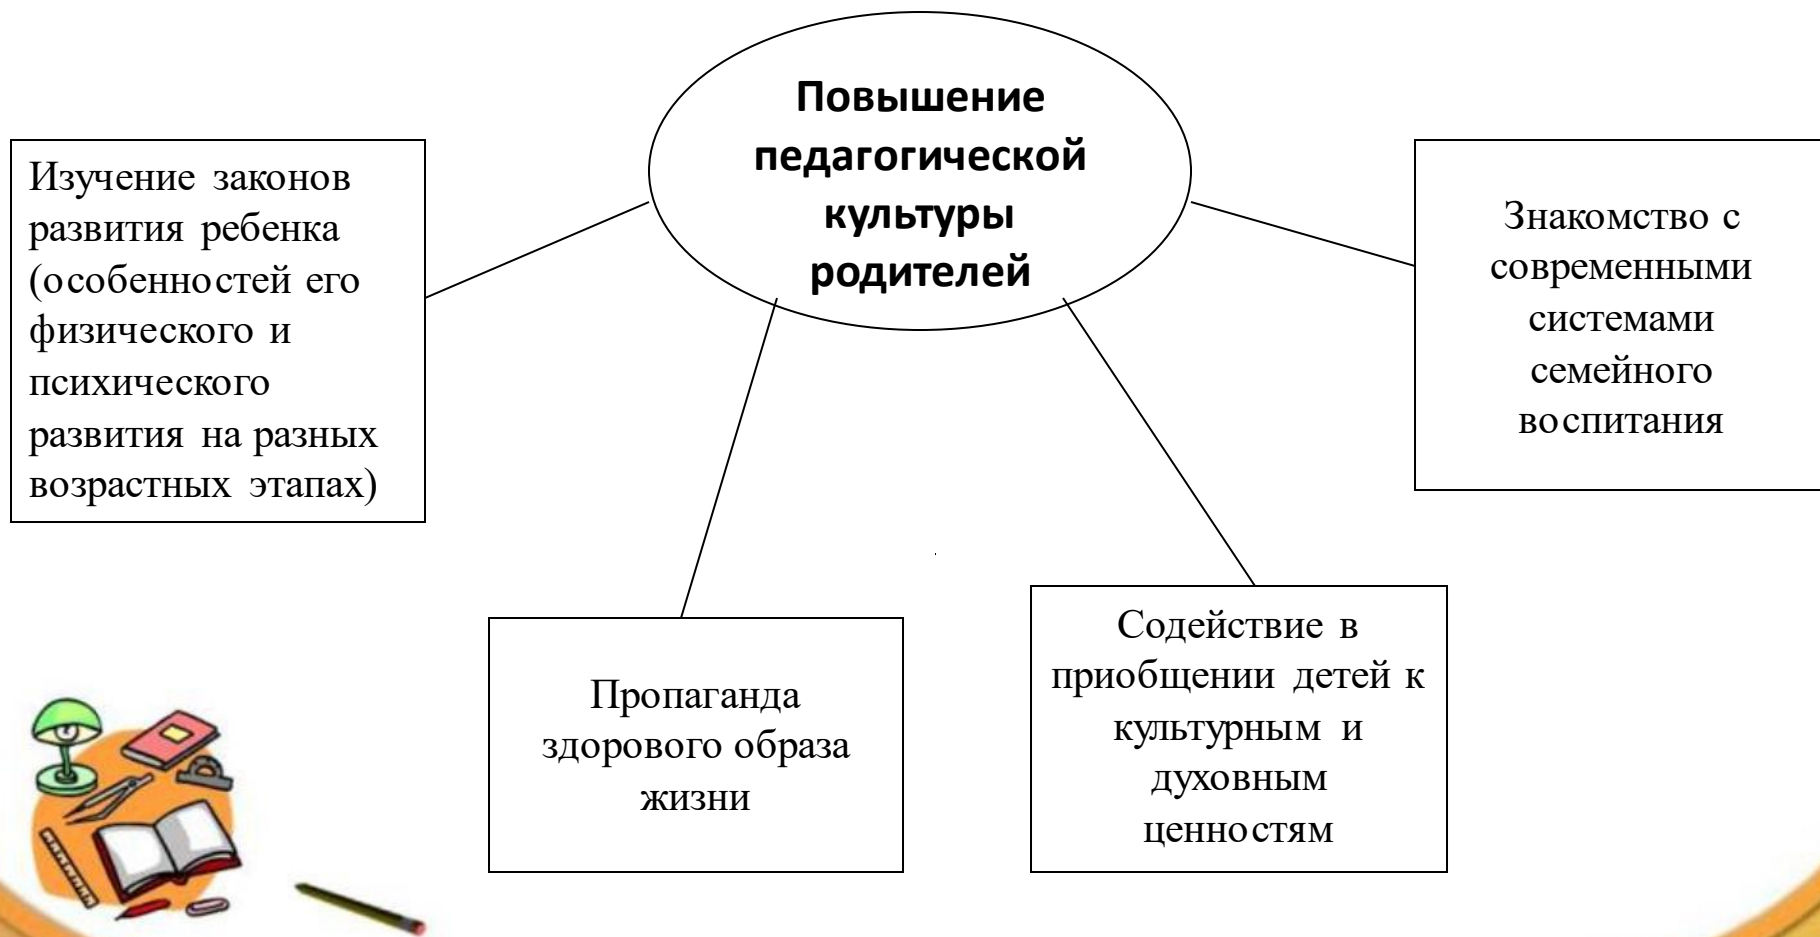 Повышение
педагогической
культуры
родителей
Изучение законов
развития ребенка
(особенностей его
физического и
психического
развития на разных
возрастных этапах)
Знакомство с
современными
системами
семейного
воспитания
Пропаганда
здорового образа
жизни
Содействие в
приобщении детей к
культурным и
духовным
ценностям